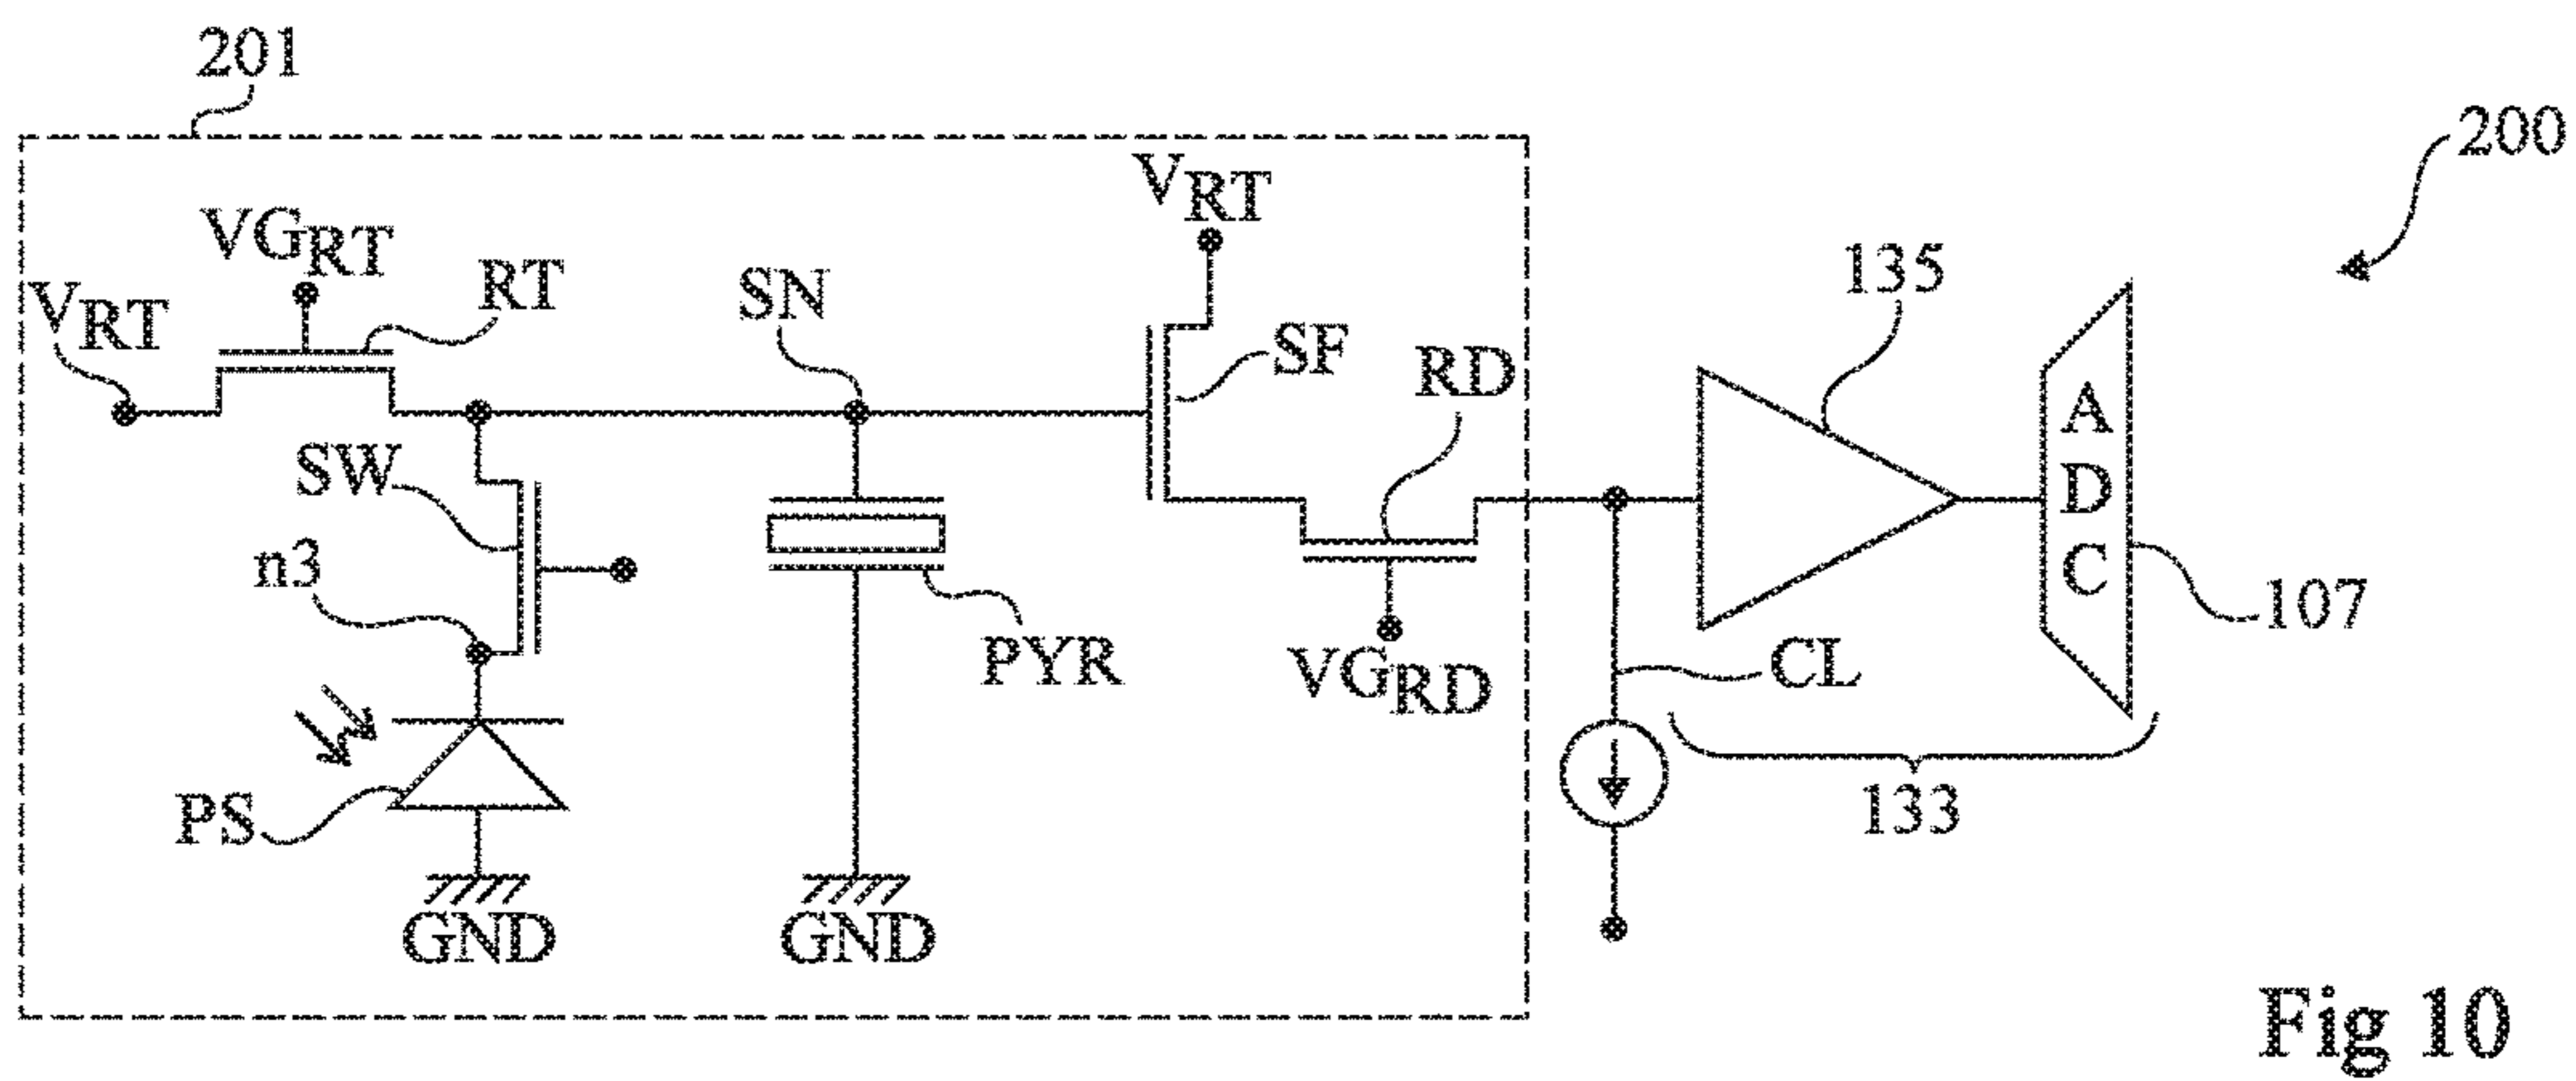 201
200
VRT
VGRT
RT
VRT
SN
SF
RD
135
ADC
107
SW
n3
PYR
VGRD
CL
133
PS
GND
GND
Fig 10